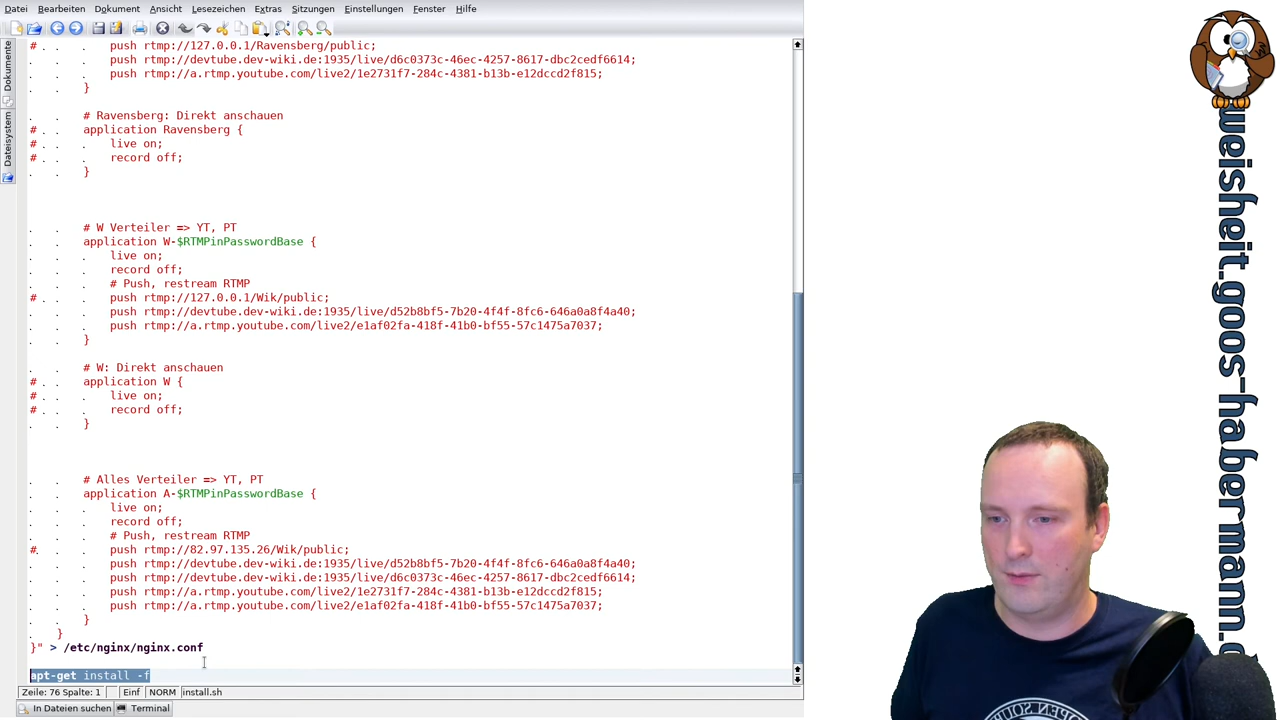 Datei Bearbeiten Dokument Ansicht Lesezeichen Extras Sitzungen Einstellungen Fenster Hilfe
Dokumente
Dateisystem
# . . . push rtmp://127.0.0.1/Ravensberg/public;
. . . push rtmp://devtube.dev-wiki.de:1935/live/d6c0373c-46ec-4257-8617-dbc2cedf6614;
. . . push rtmp://a.rtmp.youtube.com/live2/1e2731f7-284c-4381-b13b-e12dccd2f815;
. . }
. . # Ravensberg: Direkt anschauen
# . . application Ravensberg {
# . . . live on;
# . . . record off;
. . }
. . # W Verteiler => YT, PT
. . application W-$RTMPinPasswordBase {
. . . live on;
. . . record off;
. . . # Push, restream RTMP
# . . . push rtmp://127.0.0.1/Wik/public;
. . . push rtmp://devtube.dev-wiki.de:1935/live/d52b8bf5-7b20-4f4f-8fc6-646a0a8f4a40;
. . . push rtmp://a.rtmp.youtube.com/live2/e1af02fa-418f-41b0-bf55-57c1475a7037;
. . }
. . # W: Direkt anschauen
# . . application W {
# . . . live on;
# . . . record off;
. . }
. . # Alles Verteiler => YT, PT
. . application A-$RTMPinPasswordBase {
. . . live on;
. . . record off;
. . . # Push, restream RTMP
#. . . push rtmp://82.97.135.26/Wik/public;
. . . push rtmp://devtube.dev-wiki.de:1935/live/d52b8bf5-7b20-4f4f-8fc6-646a0a8f4a40;
. . . push rtmp://devtube.dev-wiki.de:1935/live/d6c0373c-46ec-4257-8617-dbc2cedf6614;
. . . push rtmp://a.rtmp.youtube.com/live2/1e2731f7-284c-4381-b13b-e12dccd2f815;
. . . push rtmp://a.rtmp.youtube.com/live2/e1af02fa-418f-41b0-bf55-57c1475a7037;
. . }
. }
}" > /etc/nginx/nginx.conf
apt-get install -f
Zeile: 76 Spalte: 1 Einf NORM install.sh
In Dateien suchen Terminal
weisheit.goos-habermann.de
OPEN SOUR